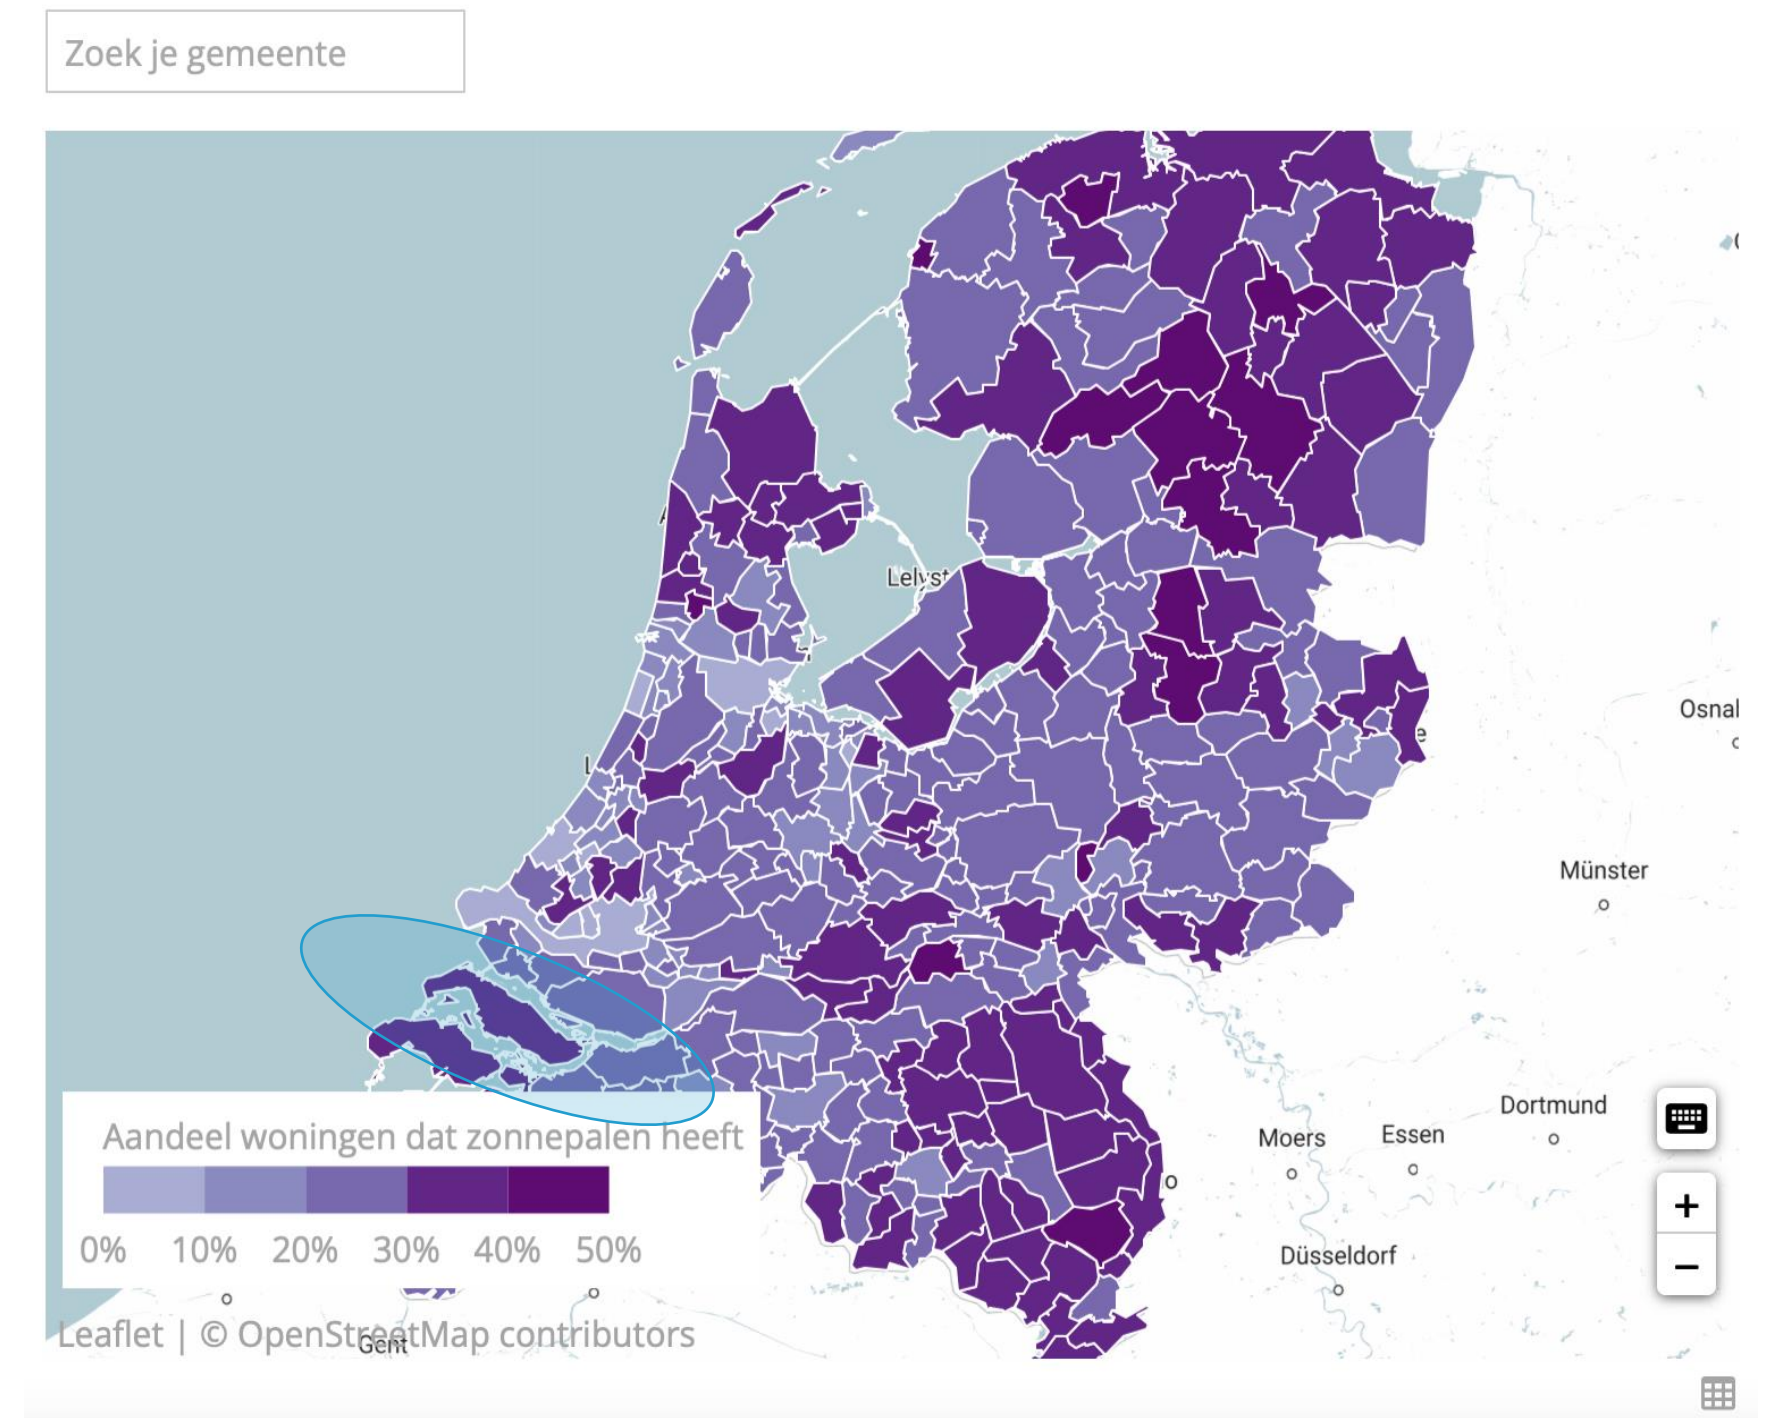 Zoek je gemeente
Lelyst
Osnal
e
L
Münster
Dortmund
Moers
Essen
Düsseldorf
Aandeel woningen dat zonnepalen heeft
0% 10% 20% 30% 40% 50%
+
−
Leaflet | © OpenStreetMap contributors
Gent